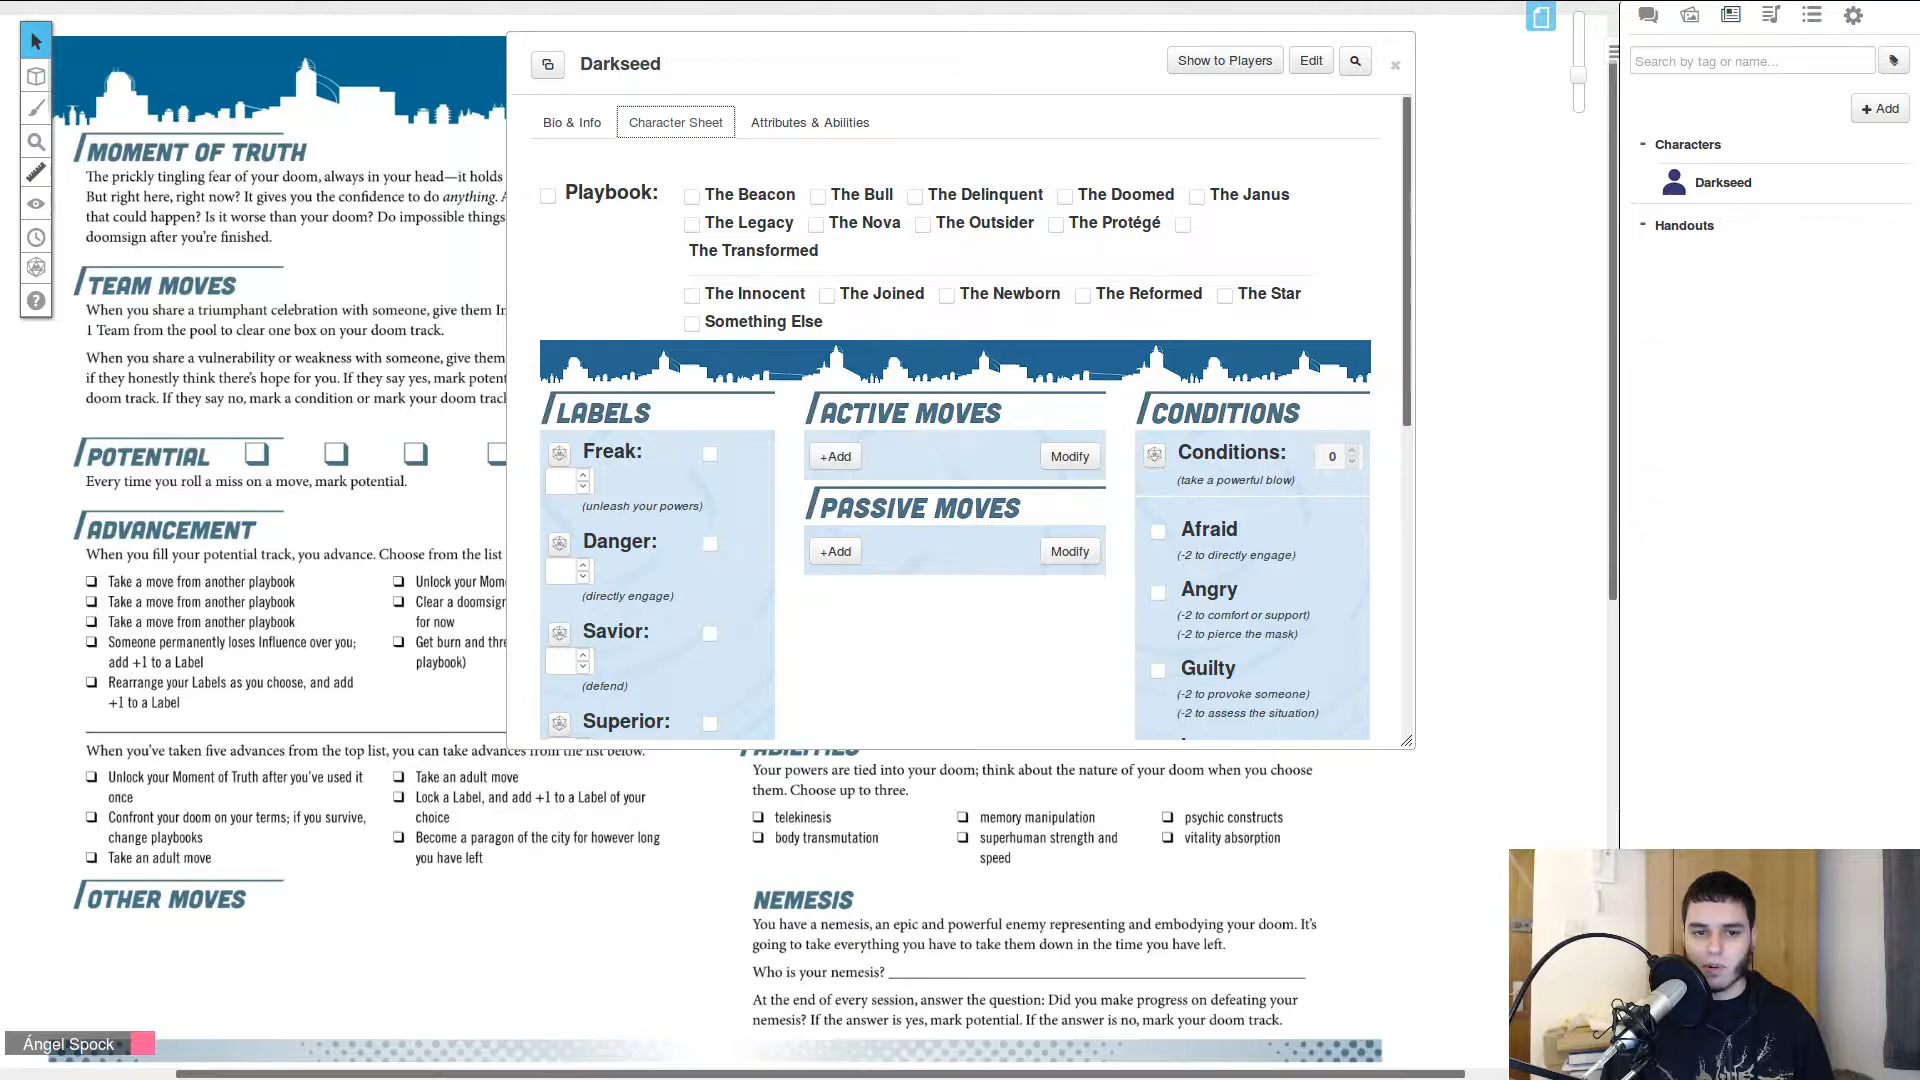 Darkseed
Show to Players
Edit
Bio & Info
Character Sheet
Attributes & Abilities
Playbook:
The Beacon
The Bull
The Delinquent
The Doomed
The Janus
The Legacy
The Nova
The Outsider
The Protégé
The Transformed
The Innocent
The Joined
The Newborn
The Reformed
The Star
Something Else
LABELS
Freak:
(unleash your powers)
Danger:
(directly engage)
Savior:
(defend)
Superior:
ACTIVE MOVES
+Add
Modify
PASSIVE MOVES
+Add
Modify
CONDITIONS
Conditions:
0
(take a powerful blow)
Afraid
(-2 to directly engage)
Angry
(-2 to comfort or support)
(-2 to pierce the mask)
Guilty
(-2 to provoke someone)
(-2 to assess the situation)
MOMENT OF TRUTH
The prickly tingling fear of your doom, always in your head—it holds
But right here, right now? It gives you the confidence to do anything.
that could happen? Is it worse than your doom? Do impossible things
doomsign after you're finished.
TEAM MOVES
When you share a triumphant celebration with someone, give them
1 Team from the pool to clear one box on your doom track.
When you share a vulnerability or weakness with someone, give them
if they honestly think there's hope for you. If they say yes, mark
doom track. If they say no, mark a condition or mark your doom
POTENTIAL
Every time you roll a miss on a move, mark potential.
ADVANCEMENT
When you fill your potential track, you advance. Choose from the list
Take a move from another playbook
Take a move from another playbook
Take a move from another playbook
Someone permanently loses Influence over you;
add +1 to a Label
Rearrange your Labels as you choose, and add
+1 to a Label
Unlock your
Clear a doomsign
for now
Get burn and
playbook)
When you've taken five advances from the top list, you can take advances from the list below.
Unlock your Moment of Truth after you've used it
once
Confront your doom on your terms; if you survive,
change playbooks
Take an adult move
Take an adult move
Lock a Label, and add +1 to a Label of your
choice
Become a paragon of the city for however long
you have left
OTHER MOVES
ABILITIES
Your powers are tied into your doom; think about the nature of your doom when you choose
them. Choose up to three.
telekinesis
body transmutation
memory manipulation
superhuman strength and
speed
psychic constructs
vitality absorption
NEMESIS
You have a nemesis, an epic and powerful enemy representing and embodying your doom. It's
going to take everything you have to take them down in the time you have left.
Who is your nemesis?
At the end of every session, answer the question: Did you make progress on defeating your
nemesis? If the answer is yes, mark potential. If the answer is no, mark your doom track.
Ángel Spock
Search by tag or name...
+ Add
- Characters
Darkseed
- Handouts